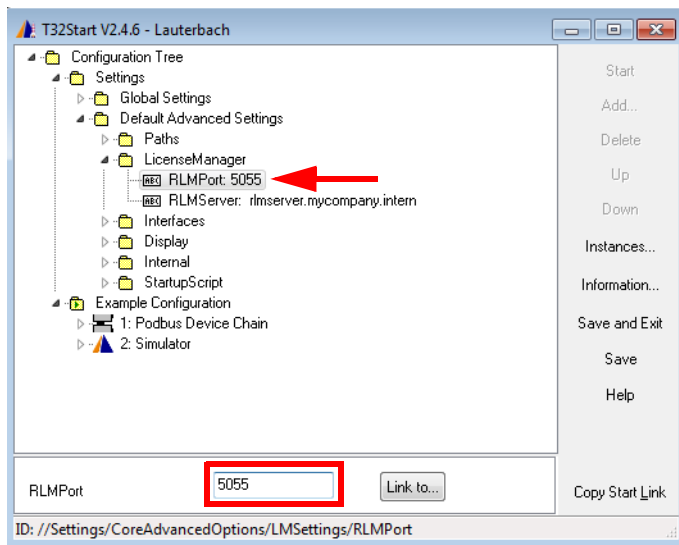 T32Start V2.4.6 - Lauterbach
Configuration Tree
Settings
Global Settings
Default Advanced Settings
Paths
LicenseManager
ABC RLMPort: 5055
ABC RLMServer: rlmserver.mycompany.intern
Interfaces
Display
Internal
StartupScript
Example Configuration
1: Podbus Device Chain
2: Simulator
Start
Add...
Delete
Up
Down
Instances...
Information...
Save and Exit
Save
Help
RLMPort
5055
Link to...
Copy Start Link
ID: //Settings/CoreAdvancedOptions/LMSettings/RLMPort